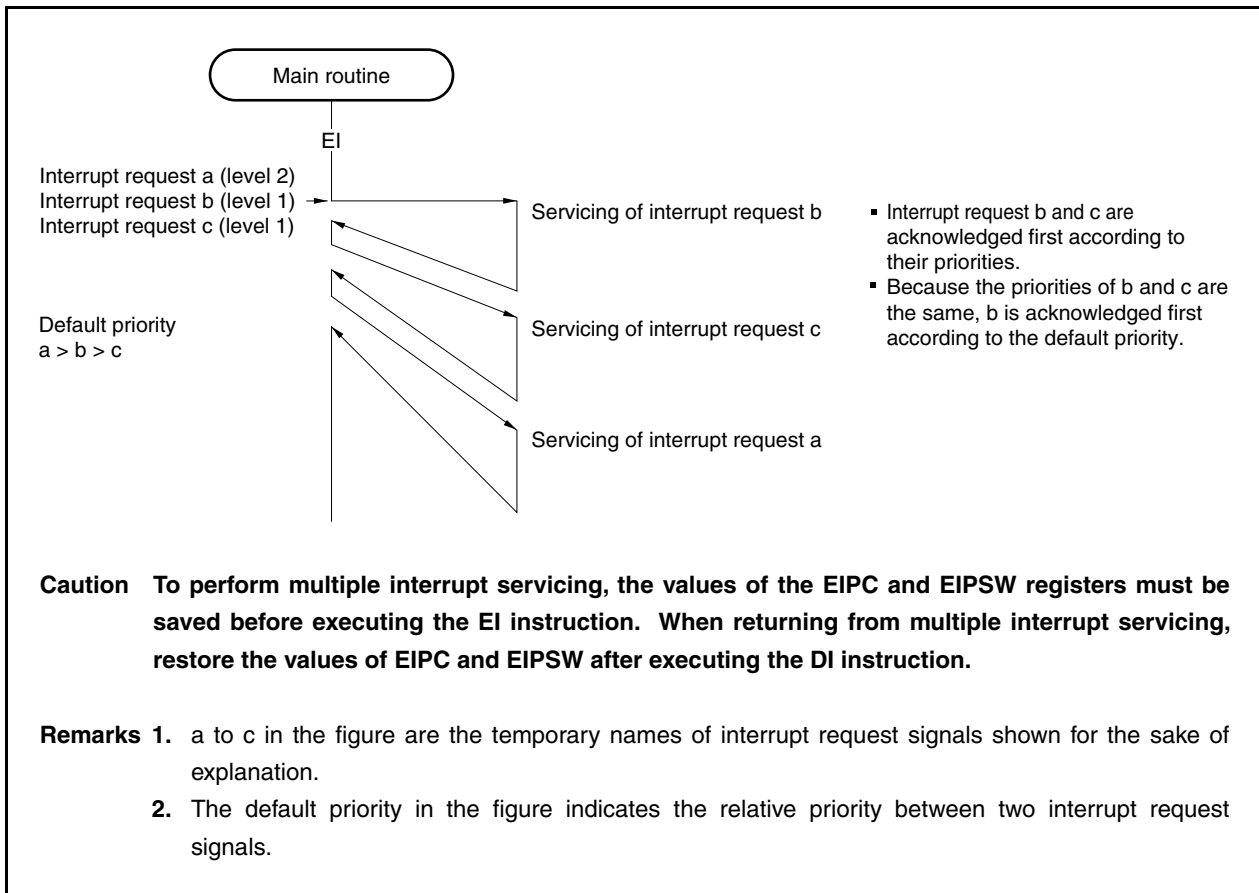 Main routine
EI
Interrupt request a (level 2)
Interrupt request b (level 1)
Interrupt request c (level 1)
Default priority
a > b > c
Servicing of interrupt request b
Servicing of interrupt request c
Servicing of interrupt request a
▪ Interrupt request b and c are
acknowledged first according to
their priorities.
▪ Because the priorities of b and c are
the same, b is acknowledged first
according to the default priority.
Caution To perform multiple interrupt servicing, the values of the EIPC and EIPSW registers must be
saved before executing the EI instruction. When returning from multiple interrupt servicing,
restore the values of EIPC and EIPSW after executing the DI instruction.
Remarks 1. a to c in the figure are the temporary names of interrupt request signals shown for the sake of
explanation.
2. The default priority in the figure indicates the relative priority between two interrupt request
signals.